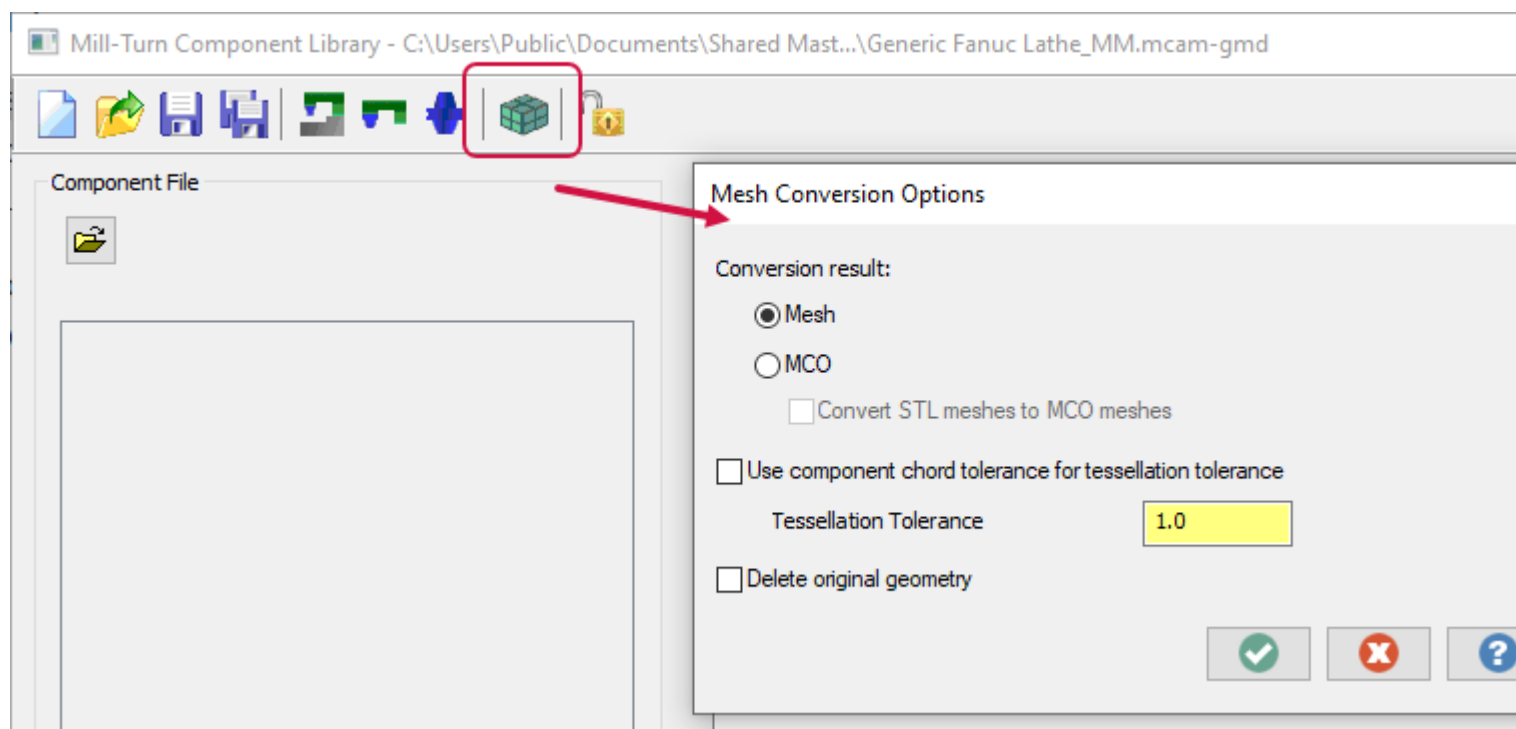 Mill-Turn Component Library - C:\Users\Public\Documents\Shared Mast...\Generic Fanuc Lathe_MM.mcam-gmd
Component File
Mesh Conversion Options
Conversion result:
Mesh
MCO
Convert STL meshes to MCO meshes
Use component chord tolerance for tessellation tolerance
Tessellation Tolerance 1.0
Delete original geometry